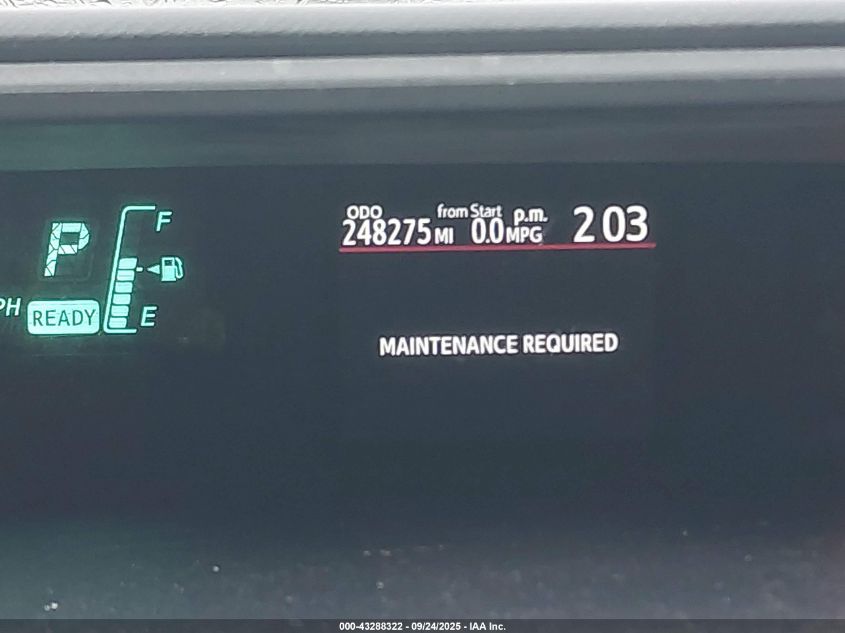 ODO from Start p.m. 2 03
248275 MI 0.0 MPG
P F
PH READY E
MAINTENANCE REQUIRED
000-43288322 - 09/24/2025 - IAA Inc.